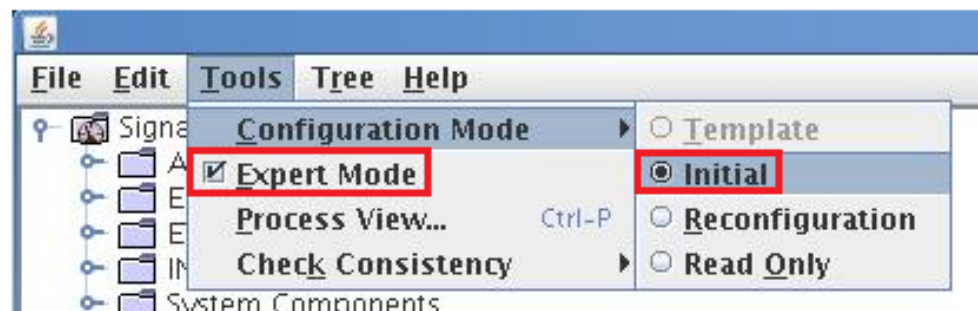 File Edit Tools Tree Help
Signa
Configuration Mode
Template
A
Expert Mode
Initial
E
Process View... Ctrl-P
Reconfiguration
E
Check Consistency
Read Only
IN
System Components